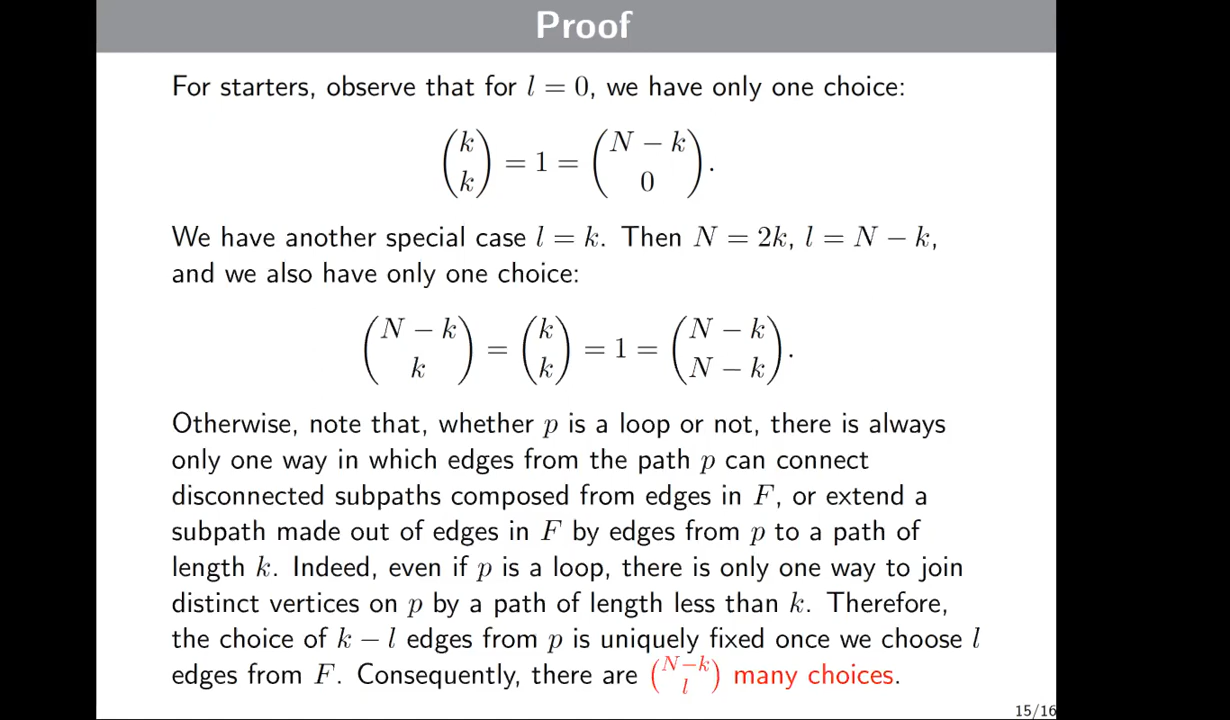 Proof
For starters, observe that for l = 0, we have only one choice:
\binom{k}{k} = 1 = \binom{N − k}{0}.
We have another special case l = k. Then N = 2k, l = N − k,
and we also have only one choice:
\binom{N − k}{k} = \binom{k}{k} = 1 = \binom{N − k}{N − k}.
Otherwise, note that, whether p is a loop or not, there is always
only one way in which edges from the path p can connect
disconnected subpaths composed from edges in F, or extend a
subpath made out of edges in F by edges from p to a path of
length k. Indeed, even if p is a loop, there is only one way to join
distinct vertices on p by a path of length less than k. Therefore,
the choice of k − l edges from p is uniquely fixed once we choose l
edges from F. Consequently, there are \binom{N−k}{l} many choices.
15/16